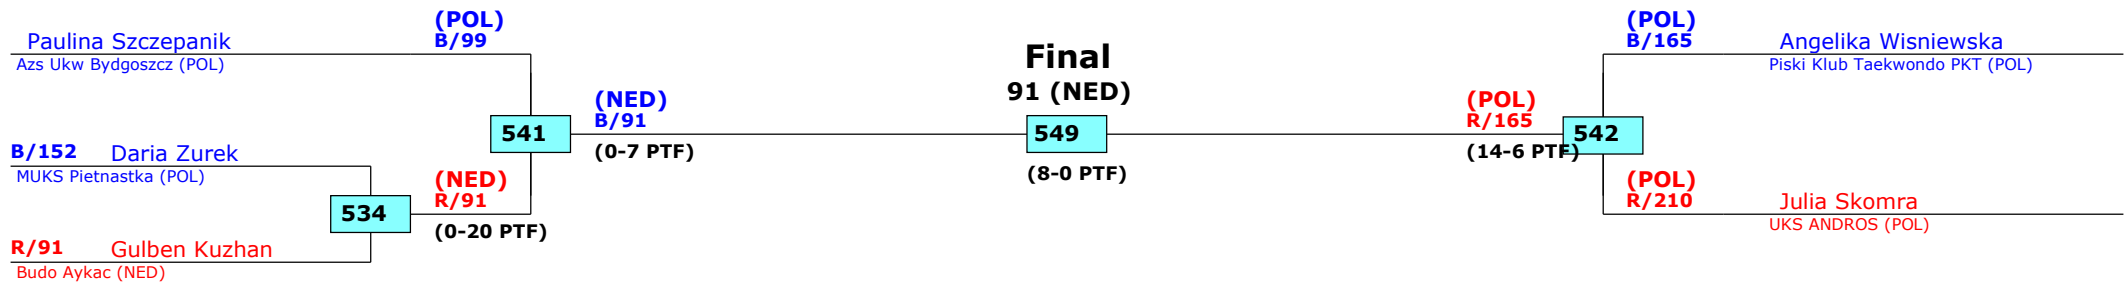 (POL)
B/99
Paulina Szczepanik
Azs Ukw Bydgoszcz (POL)
B/152 Daria Zurek
MUKS Pietnastka (POL)
R/91 Gulben Kuzhan
Budo Aykac (NED)
534
(NED)
R/91
(0-20 PTF)
541
(NED)
B/91
(0-7 PTF)
Final
91 (NED)
549
(8-0 PTF)
(POL)
R/165
(14-6 PTF)
542
(POL)
B/165
Angelika Wisniewska
Piski Klub Taekwondo PKT (POL)
(POL)
R/210
Julia Skomra
UKS ANDROS (POL)